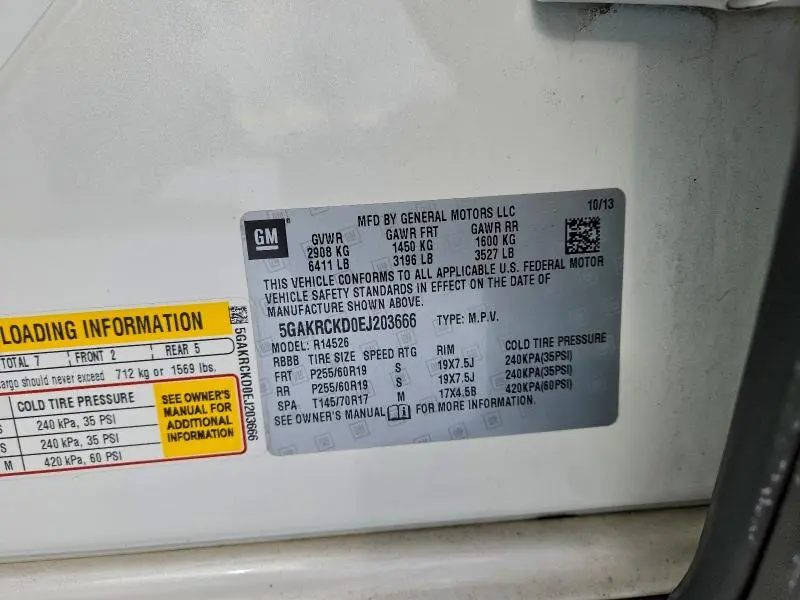 GM
MFD BY GENERAL MOTORS LLC
10/13
GVWR GAWR FRT GAWR RR
2908 KG 1450 KG 1600 KG
6411 LB 3196 LB 3527 LB
THIS VEHICLE CONFORMS TO ALL APPLICABLE U.S. FEDERAL MOTOR
VEHICLE SAFETY STANDARDS IN EFFECT ON THE DATE OF
MANUFACTURE SHOWN ABOVE.
5GAKRCKD0EJ203666 TYPE: M.P.V.
MODEL: R14526
RBBB TIRE SIZE SPEED RTG RIM COLD TIRE PRESSURE
FRT P255/60R19 S 19X7.5J 240KPA(35PSI)
RR P255/60R19 S 19X7.5J 240KPA(35PSI)
SPA T145/70R17 M 17X4.5B 420KPA(60PSI)
SEE OWNER'S MANUAL FOR MORE INFORMATION.
LOADING INFORMATION
TOTAL 7 FRONT 2 REAR 5
cargo should never exceed 712 kg or 1569 lbs.
COLD TIRE PRESSURE
S 240 kPa, 35 PSI
S 240 kPa, 35 PSI
M 420 kPa, 60 PSI
SEE OWNER'S
MANUAL FOR
ADDITIONAL
INFORMATION
5GAKRCKD0EJ203666